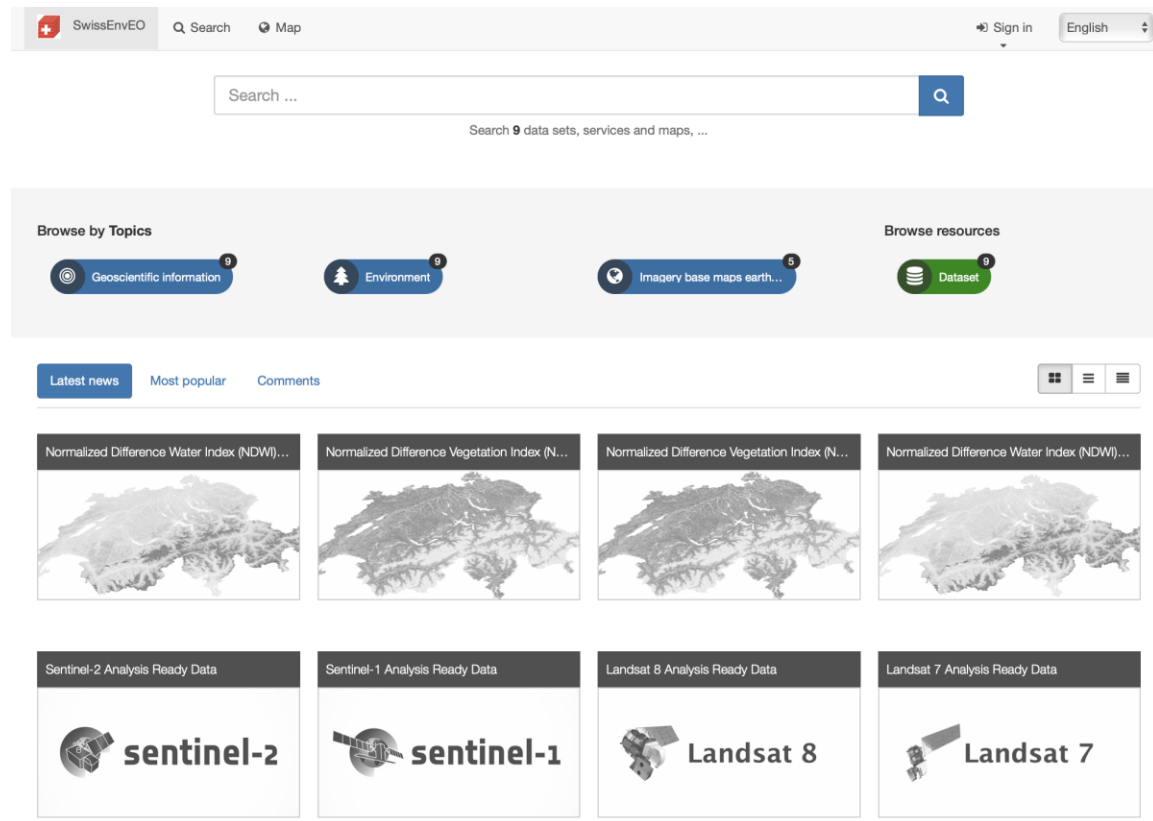 SwissEnvEO Search Map Sign in English
Search ...
Search 9 data sets, services and maps, ...
Browse by Topics Browse resources
9 9 5 9
Geoscientific information Environment Imagery base maps earth... Dataset
Latest news Most popular Comments
Normalized Difference Water Index (NDWI)... Normalized Difference Vegetation Index (N... Normalized Difference Vegetation Index (N... Normalized Difference Water Index (NDWI)...
Sentinel-2 Analysis Ready Data Sentinel-1 Analysis Ready Data Landsat 8 Analysis Ready Data Landsat 7 Analysis Ready Data
sentinel-2 sentinel-1 Landsat 8 Landsat 7